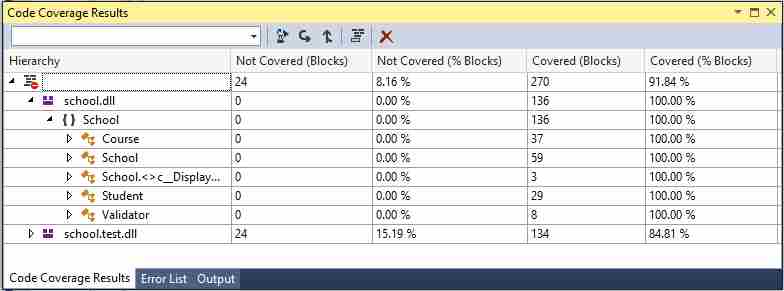 Code Coverage Results
Hierarchy Not Covered (Blocks) Not Covered (% Blocks) Covered (Blocks) Covered (% Blocks)
24 8.16 % 270 91.84 %
school.dll 0 0.00 % 136 100.00 %
{ } School 0 0.00 % 136 100.00 %
Course 0 0.00 % 37 100.00 %
School 0 0.00 % 59 100.00 %
School.<>c__Display... 0 0.00 % 3 100.00 %
Student 0 0.00 % 29 100.00 %
Validator 0 0.00 % 8 100.00 %
school.test.dll 24 15.19 % 134 84.81 %
Code Coverage Results Error List Output